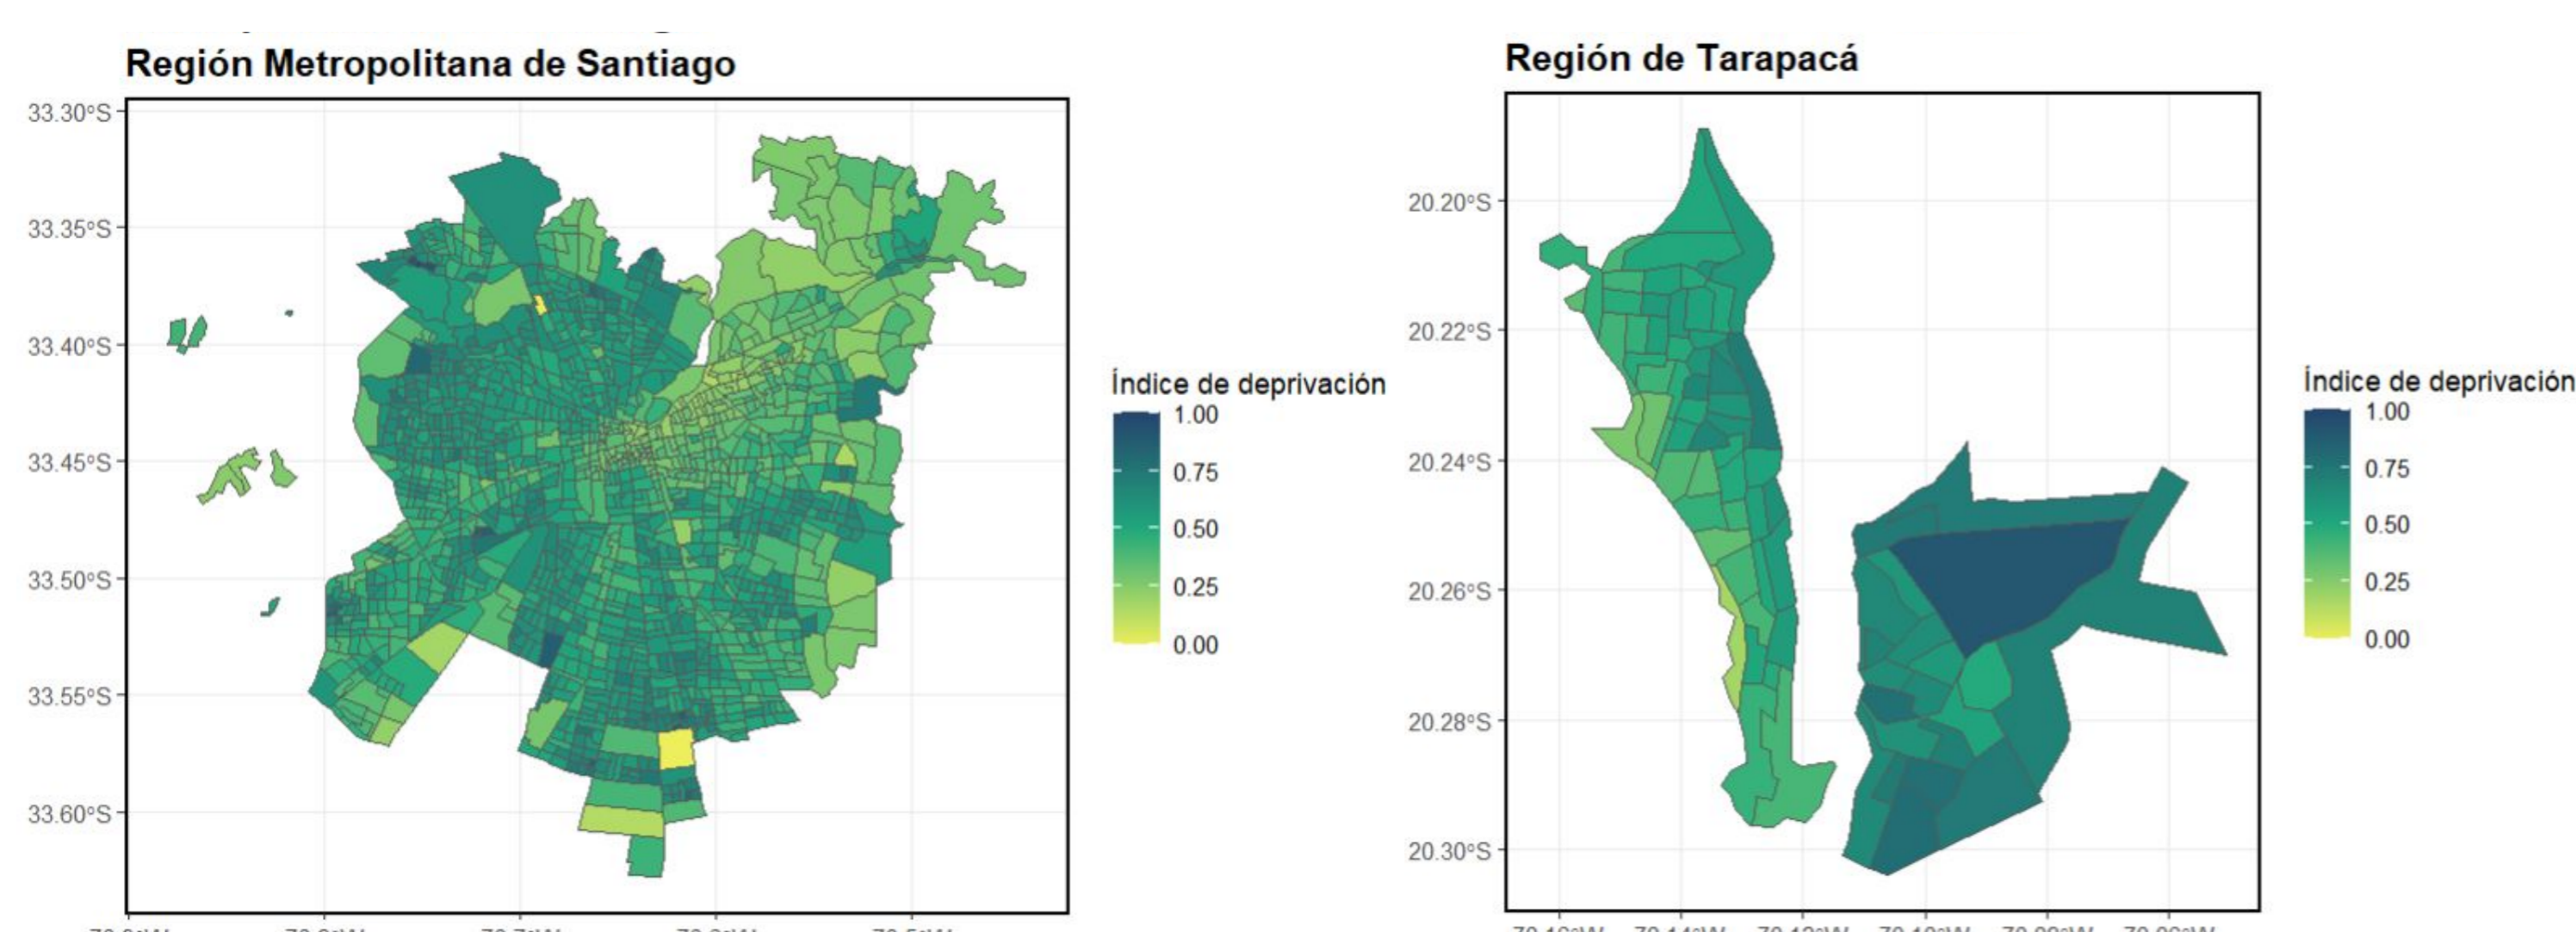 Región Metropolitana de Santiago
33.30°S
33.35°S
33.40°S
33.45°S
33.50°S
33.55°S
33.60°S
Índice de deprivación
1.00
0.75
0.50
0.25
0.00
Región de Tarapacá
20.20°S
20.22°S
20.24°S
20.26°S
20.28°S
20.30°S
Índice de deprivación
1.00
0.75
0.50
0.25
0.00